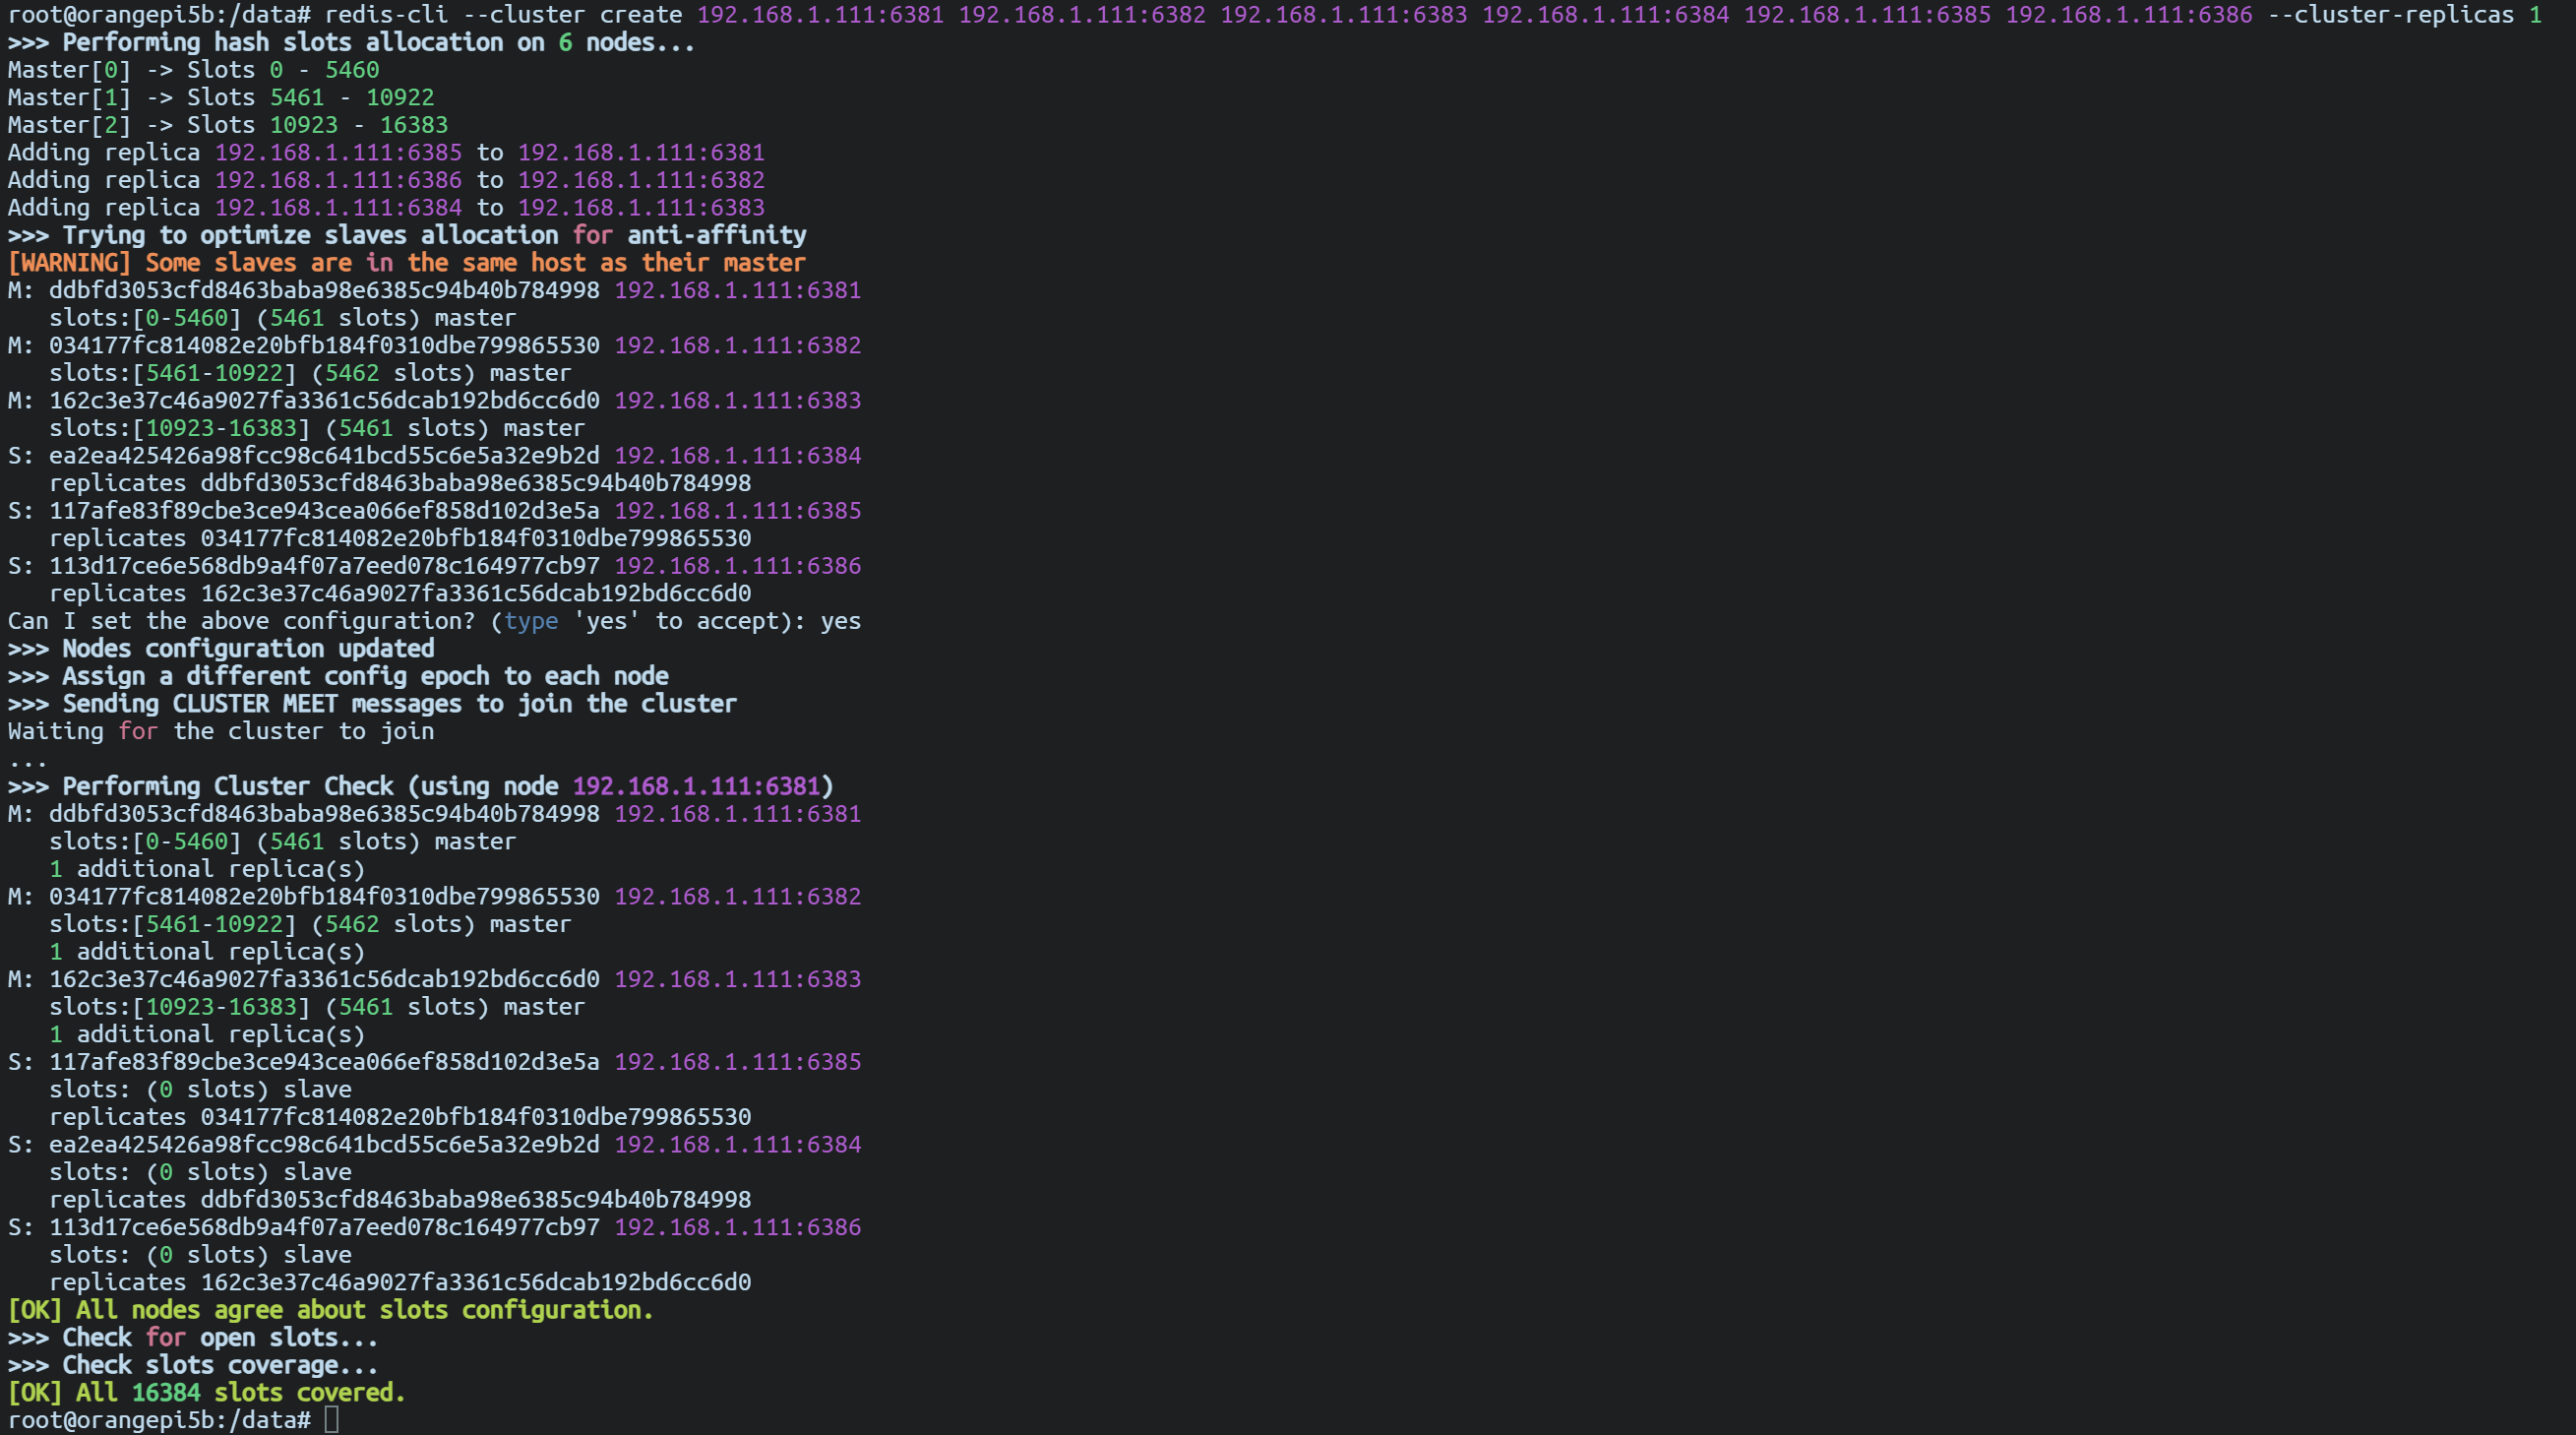 root@orangepi5b:/data# redis-cli --cluster create 192.168.1.111:6381 192.168.1.111:6382 192.168.1.111:6383 192.168.1.111:6384 192.168.1.111:6385 192.168.1.111:6386 --cluster-replicas 1
>>> Performing hash slots allocation on 6 nodes...
Master[0] -> Slots 0 - 5460
Master[1] -> Slots 5461 - 10922
Master[2] -> Slots 10923 - 16383
Adding replica 192.168.1.111:6385 to 192.168.1.111:6381
Adding replica 192.168.1.111:6386 to 192.168.1.111:6382
Adding replica 192.168.1.111:6384 to 192.168.1.111:6383
>>> Trying to optimize slaves allocation for anti-affinity
[WARNING] Some slaves are in the same host as their master
M: ddbfd3053cfd8463baba98e6385c94b40b784998 192.168.1.111:6381
   slots:[0-5460] (5461 slots) master
M: 034177fc814082e20bfb184f0310dbe799865530 192.168.1.111:6382
   slots:[5461-10922] (5462 slots) master
M: 162c3e37c46a9027fa3361c56dcab192bd6cc6d0 192.168.1.111:6383
   slots:[10923-16383] (5461 slots) master
S: ea2ea425426a98fcc98c641bcd55c6e5a32e9b2d 192.168.1.111:6384
   replicates ddbfd3053cfd8463baba98e6385c94b40b784998
S: 117afe83f89cbe3ce943cea066ef858d102d3e5a 192.168.1.111:6385
   replicates 034177fc814082e20bfb184f0310dbe799865530
S: 113d17ce6e568db9a4f07a7eed078c164977cb97 192.168.1.111:6386
   replicates 162c3e37c46a9027fa3361c56dcab192bd6cc6d0
Can I set the above configuration? (type 'yes' to accept): yes
>>> Nodes configuration updated
>>> Assign a different config epoch to each node
>>> Sending CLUSTER MEET messages to join the cluster
Waiting for the cluster to join
...
>>> Performing Cluster Check (using node 192.168.1.111:6381)
M: ddbfd3053cfd8463baba98e6385c94b40b784998 192.168.1.111:6381
   slots:[0-5460] (5461 slots) master
   1 additional replica(s)
M: 034177fc814082e20bfb184f0310dbe799865530 192.168.1.111:6382
   slots:[5461-10922] (5462 slots) master
   1 additional replica(s)
M: 162c3e37c46a9027fa3361c56dcab192bd6cc6d0 192.168.1.111:6383
   slots:[10923-16383] (5461 slots) master
   1 additional replica(s)
S: 117afe83f89cbe3ce943cea066ef858d102d3e5a 192.168.1.111:6385
   slots: (0 slots) slave
   replicates 034177fc814082e20bfb184f0310dbe799865530
S: ea2ea425426a98fcc98c641bcd55c6e5a32e9b2d 192.168.1.111:6384
   slots: (0 slots) slave
   replicates ddbfd3053cfd8463baba98e6385c94b40b784998
S: 113d17ce6e568db9a4f07a7eed078c164977cb97 192.168.1.111:6386
   slots: (0 slots) slave
   replicates 162c3e37c46a9027fa3361c56dcab192bd6cc6d0
[OK] All nodes agree about slots configuration.
>>> Check for open slots...
>>> Check slots coverage...
[OK] All 16384 slots covered.
root@orangepi5b:/data#